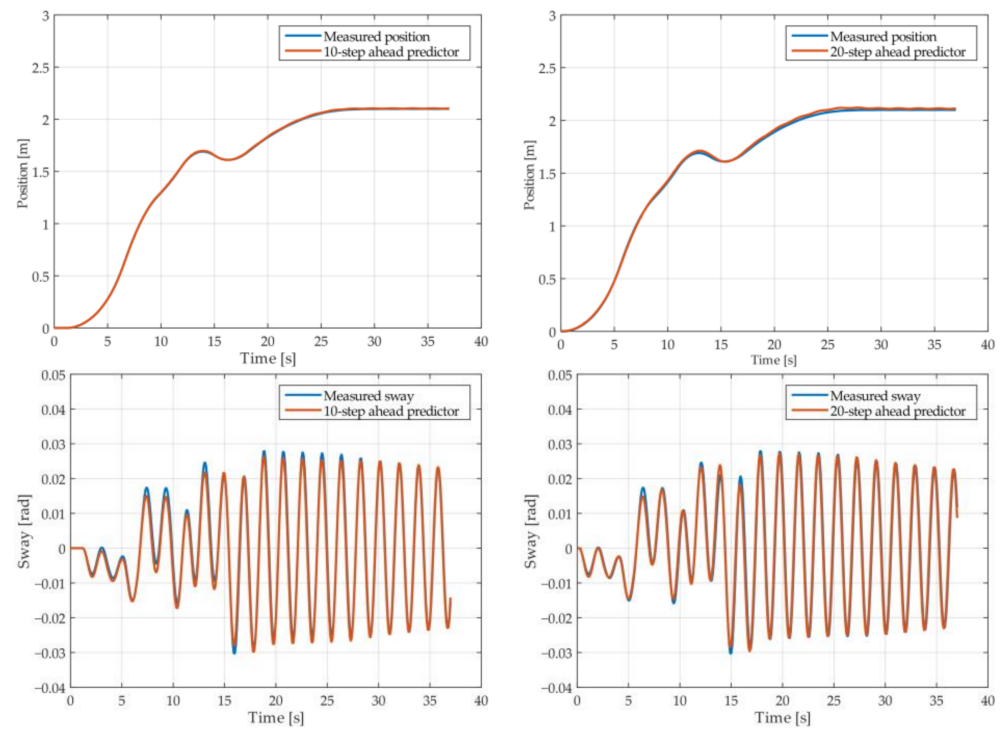 3
2.5
2
1.5
1
0.5
0
Position [m]
Measured position
10-step ahead predictor
0 5 10 15 20 25 30 35 40
Time [s]
3
2.5
2
1.5
1
0.5
0
Position [m]
Measured position
20-step ahead predictor
0 5 10 15 20 25 30 35 40
Time [s]
0.05
0.04
0.03
0.02
0.01
0
−0.01
−0.02
−0.03
−0.04
Sway [rad]
Measured sway
10-step ahead predictor
0 5 10 15 20 25 30 35 40
Time [s]
0.05
0.04
0.03
0.02
0.01
0
−0.01
−0.02
−0.03
−0.04
Sway [rad]
Measured sway
20-step ahead predictor
0 5 10 15 20 25 30 35 40
Time [s]